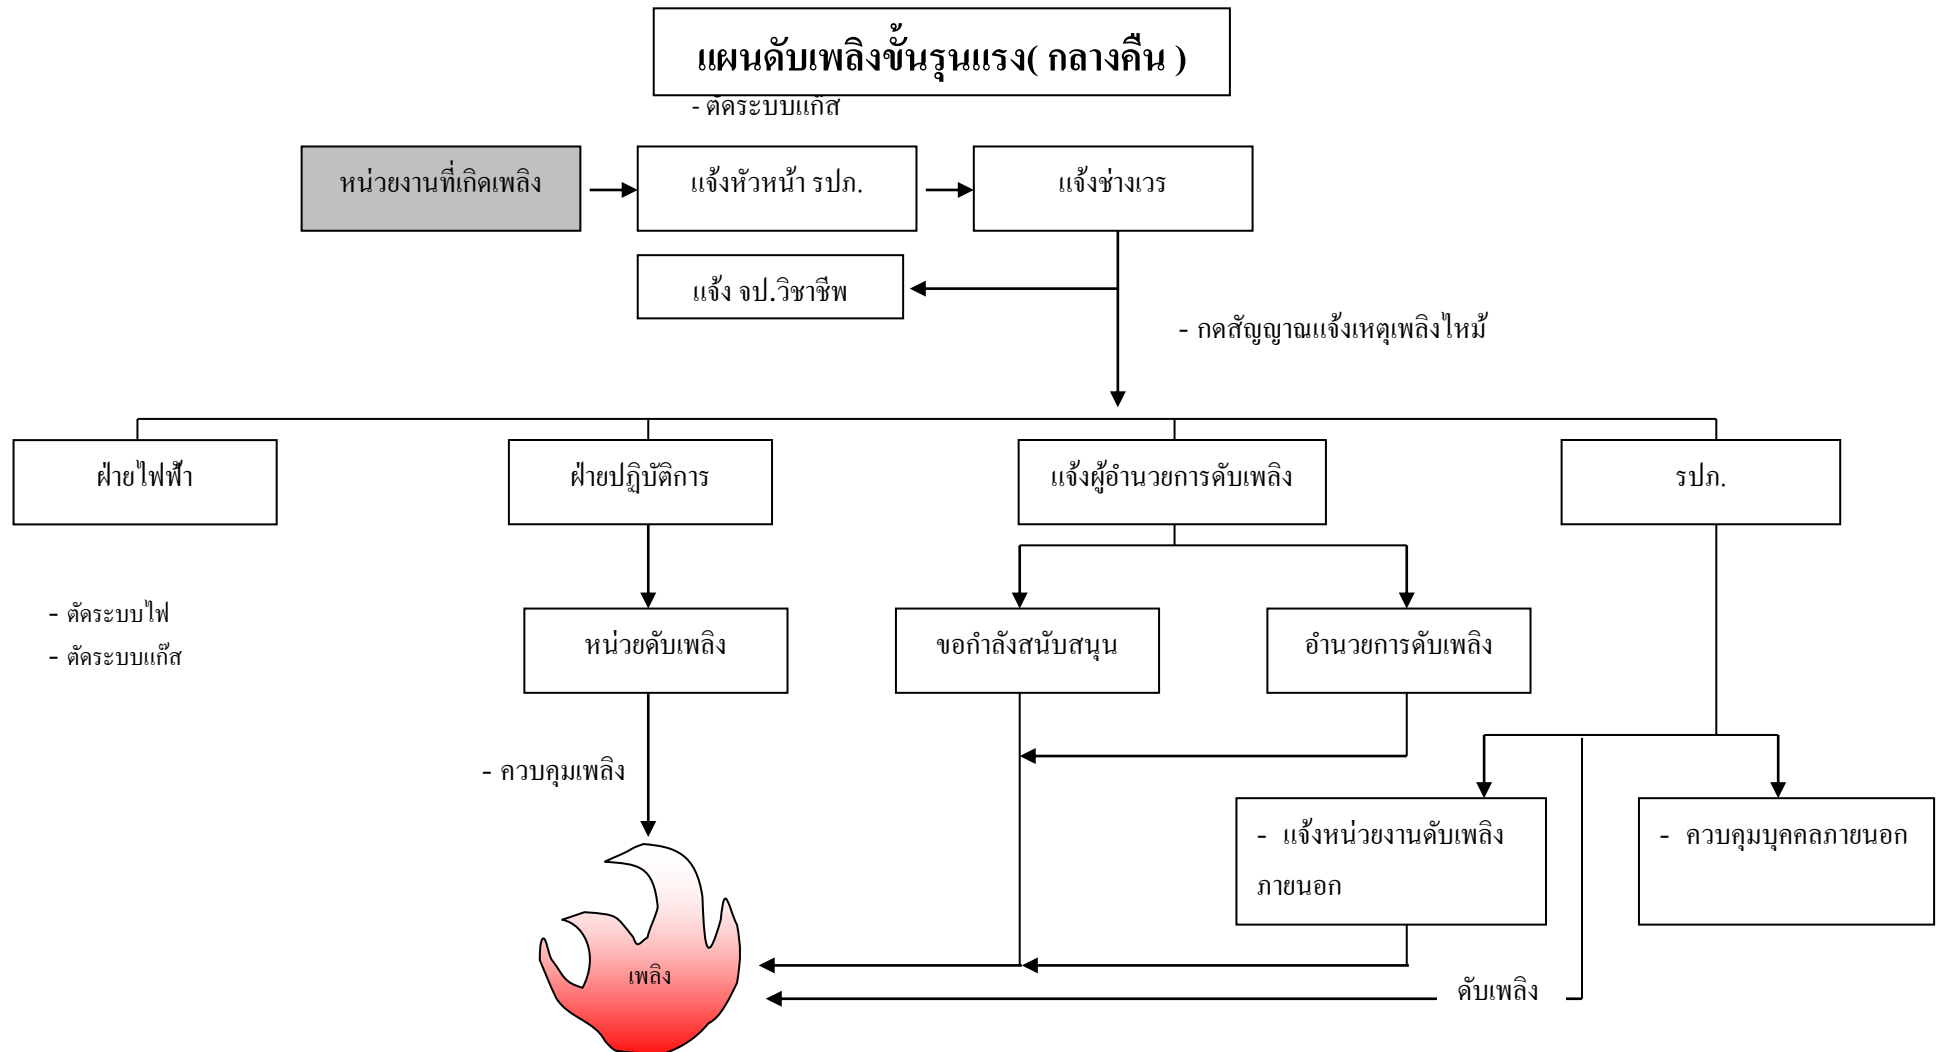 แผนดับเพลิงขั้นรุนแรง( กลางคืน )
- ตัดระบบแก๊ส
หน่วยงานที่เกิดเพลิง
แจ้งหัวหน้า รปภ.
แจ้งช่างเวร
แจ้ง จป.วิชาชีพ
- กดสัญญาณแจ้งเหตุเพลิงไหม้
ฝ่ายไฟฟ้า
ฝ่ายปฏิบัติการ
แจ้งผู้อำนวยการดับเพลิง
รปภ.
- ตัดระบบไฟ
- ตัดระบบแก๊ส
หน่วยดับเพลิง
ขอกำลังสนับสนุน
อำนวยการดับเพลิง
- ควบคุมเพลิง
- แจ้งหน่วยงานดับเพลิง
ภายนอก
- ควบคุมบุคคลภายนอก
เพลิง
ดับเพลิง